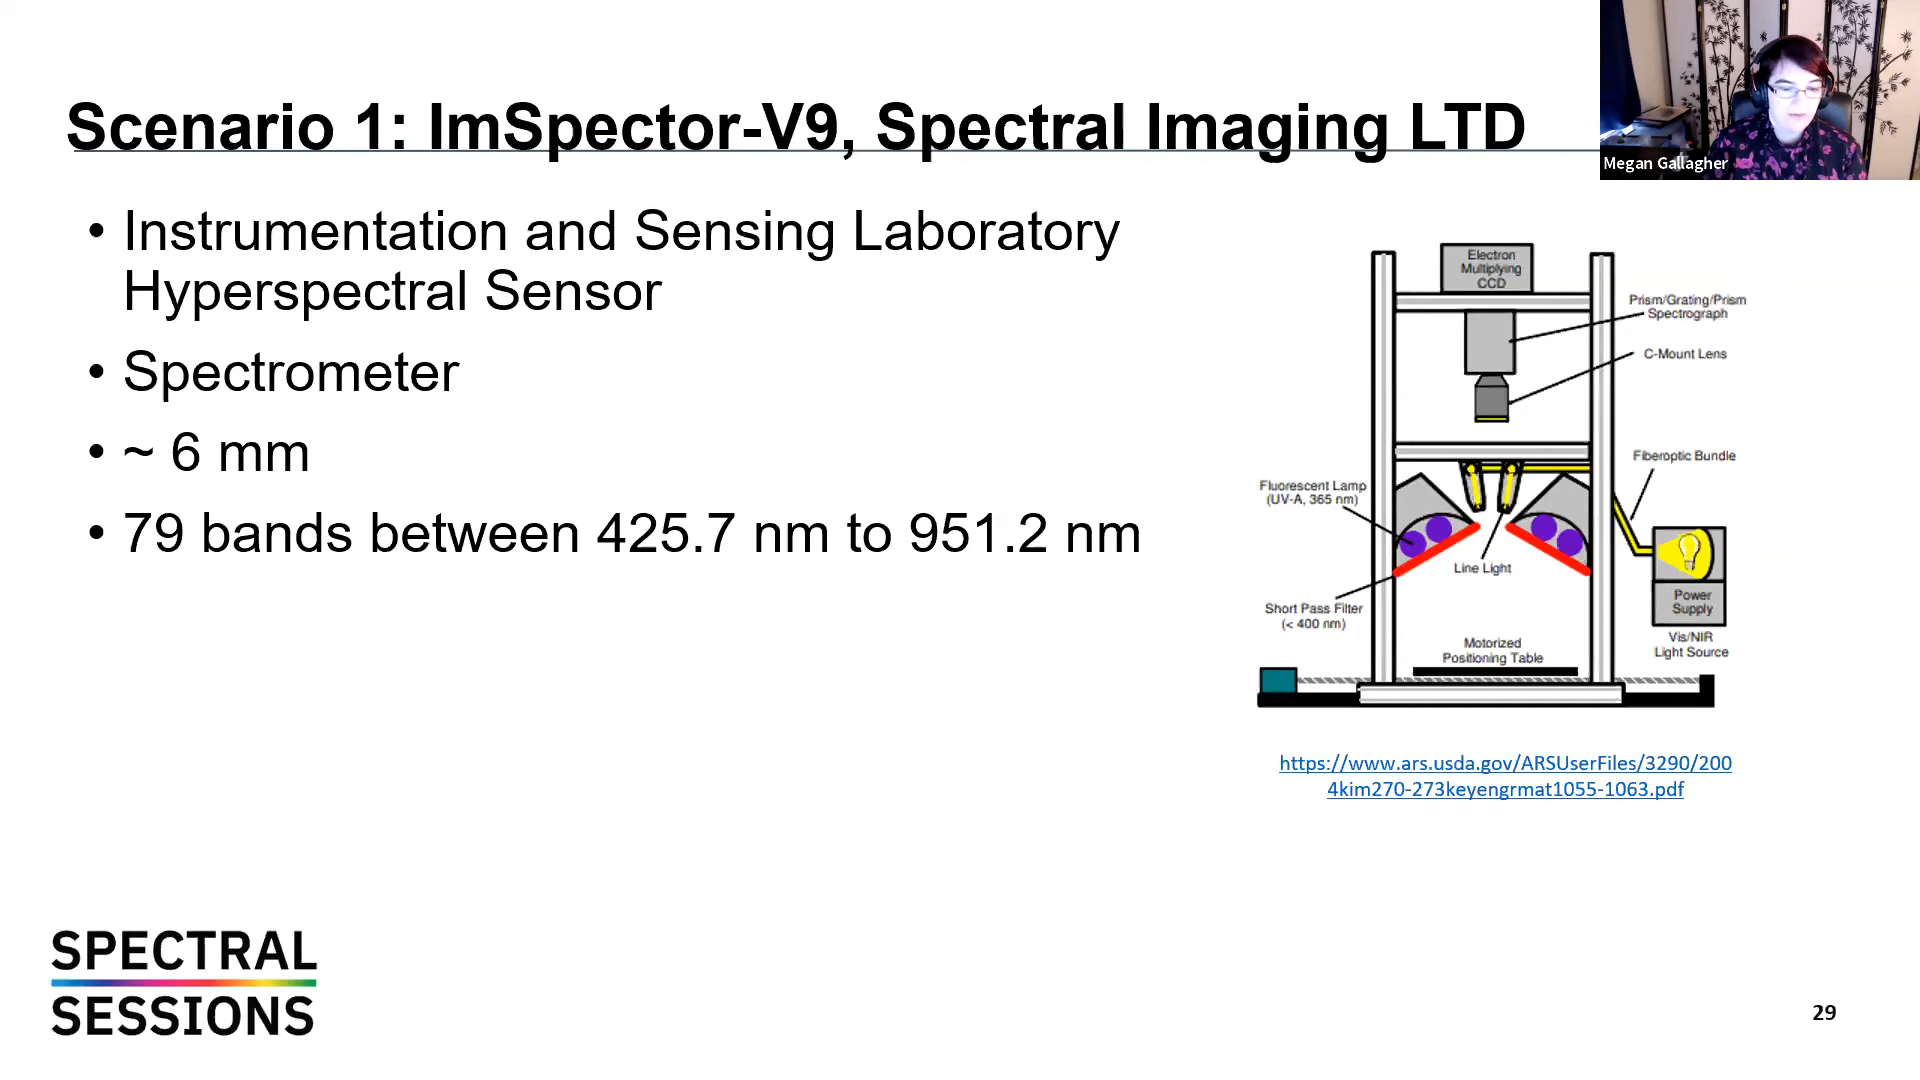 Scenario 1: ImSpector-V9, Spectral Imaging LTD
Megan Gallagher
• Instrumentation and Sensing Laboratory
Hyperspectral Sensor
• Spectrometer
• ~ 6 mm
• 79 bands between 425.7 nm to 951.2 nm
Electron
Multiplying
CCD
Prism/Grating/Prism
Spectrograph
C-Mount Lens
Fiberoptic Bundle
Fluorescent Lamp
(UV-A, 365 nm)
Line Light
Short Pass Filter
(< 400 nm)
Power
Supply
Vis/NIR
Light Source
Motorized
Positioning Table
https://www.ars.usda.gov/ARSUserFiles/3290/200
4kim270-273keyengrmat1055-1063.pdf
SPECTRAL
SESSIONS
29